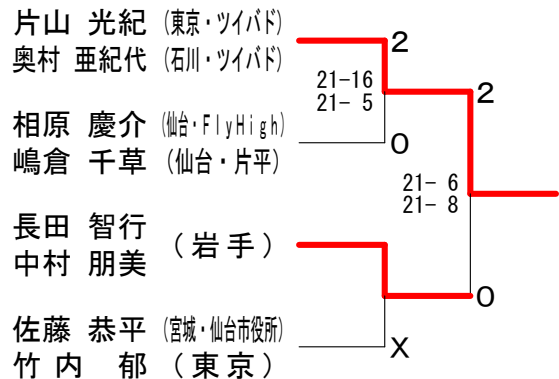 片山 光紀 (東京・ツイバド)
奥村 亜紀代 (石川・ツイバド)
2
21-16
21- 5
2
相原 慶介 (仙台・FlyHigh)
嶋倉 千草 (仙台・片平)
0
21- 6
21- 8
長田 智行
中村 朋美
(岩手)
0
佐藤 恭平 (宮城・仙台市役所)
竹内 郁 (東京)
X